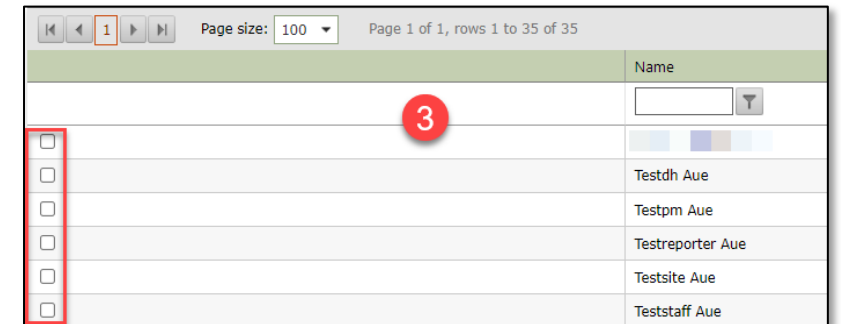 1 Page size: 100 Page 1 of 1, rows 1 to 35 of 35
Name
3
Testdh Aue
Testpm Aue
Testreporter Aue
Testsite Aue
Teststaff Aue